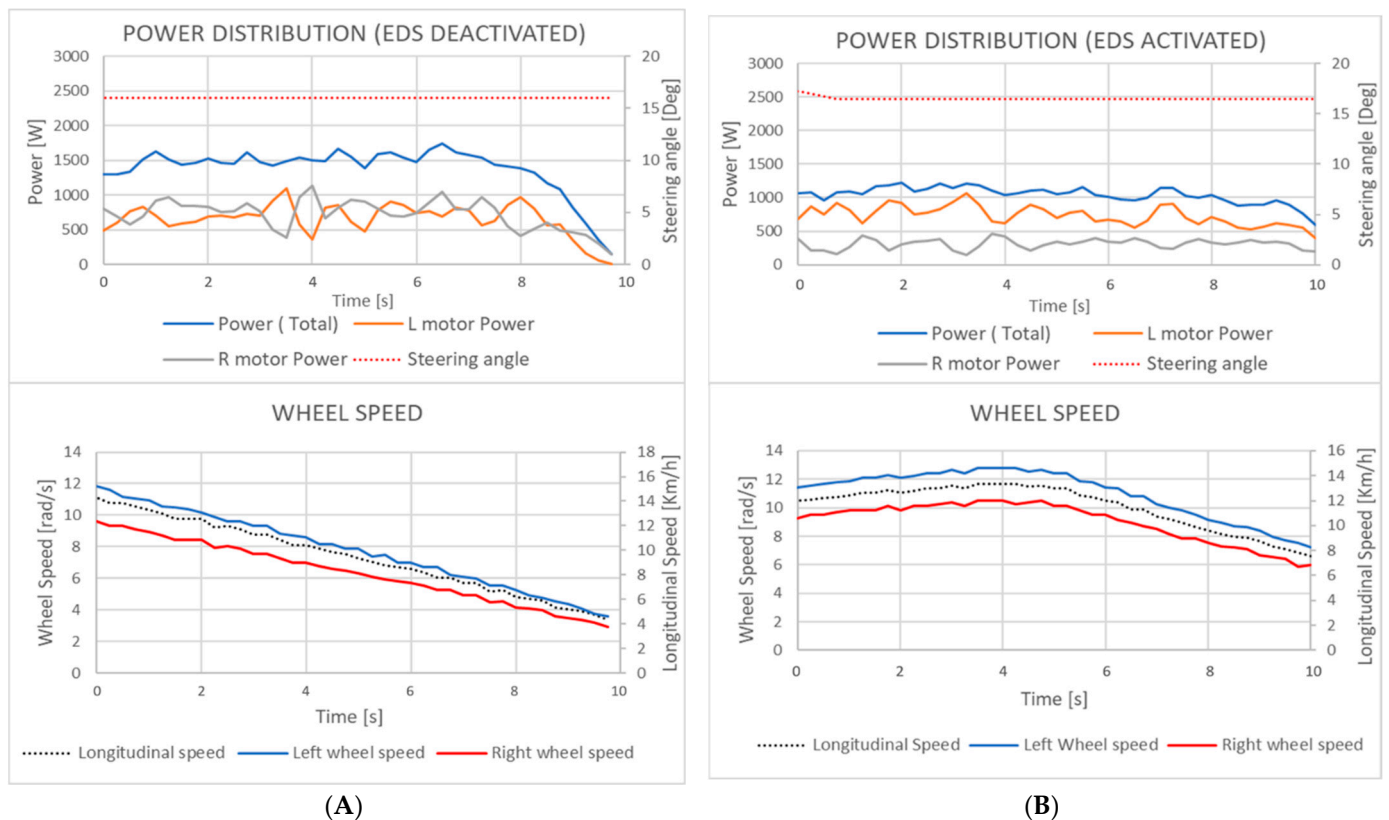 POWER DISTRIBUTION (EDS DEACTIVATED)
3000
2500
2000
1500
1000
500
0
Power [W]
20
15
10
5
0
Steering angle [Deg]
0 2 4 6 8 10
Time [s]
Power ( Total) L motor Power
R motor Power Steering angle
WHEEL SPEED
14
12
10
8
6
4
2
0
Wheel Speed [rad/s]
18
16
14
12
10
8
6
4
2
0
Longitudinal Speed [Km/h]
0 2 4 6 8 10
Time [s]
Longitudinal speed Left wheel speed Right wheel speed
(A)
POWER DISTRIBUTION (EDS ACTIVATED)
3000
2500
2000
1500
1000
500
0
Power [W]
20
15
10
5
0
Steering angle [Deg]
0 2 4 6 8 10
Time [s]
Power ( Total) L motor Power
R motor Power Steering angle
WHEEL SPEED
14
12
10
8
6
4
2
0
Wheel Speed [rad/s]
16
14
12
10
8
6
4
2
0
Longitudinal Speed [Km/h]
0 2 4 6 8 10
Time [s]
Longitudinal Speed Left Wheel speed Right wheel speed
(B)